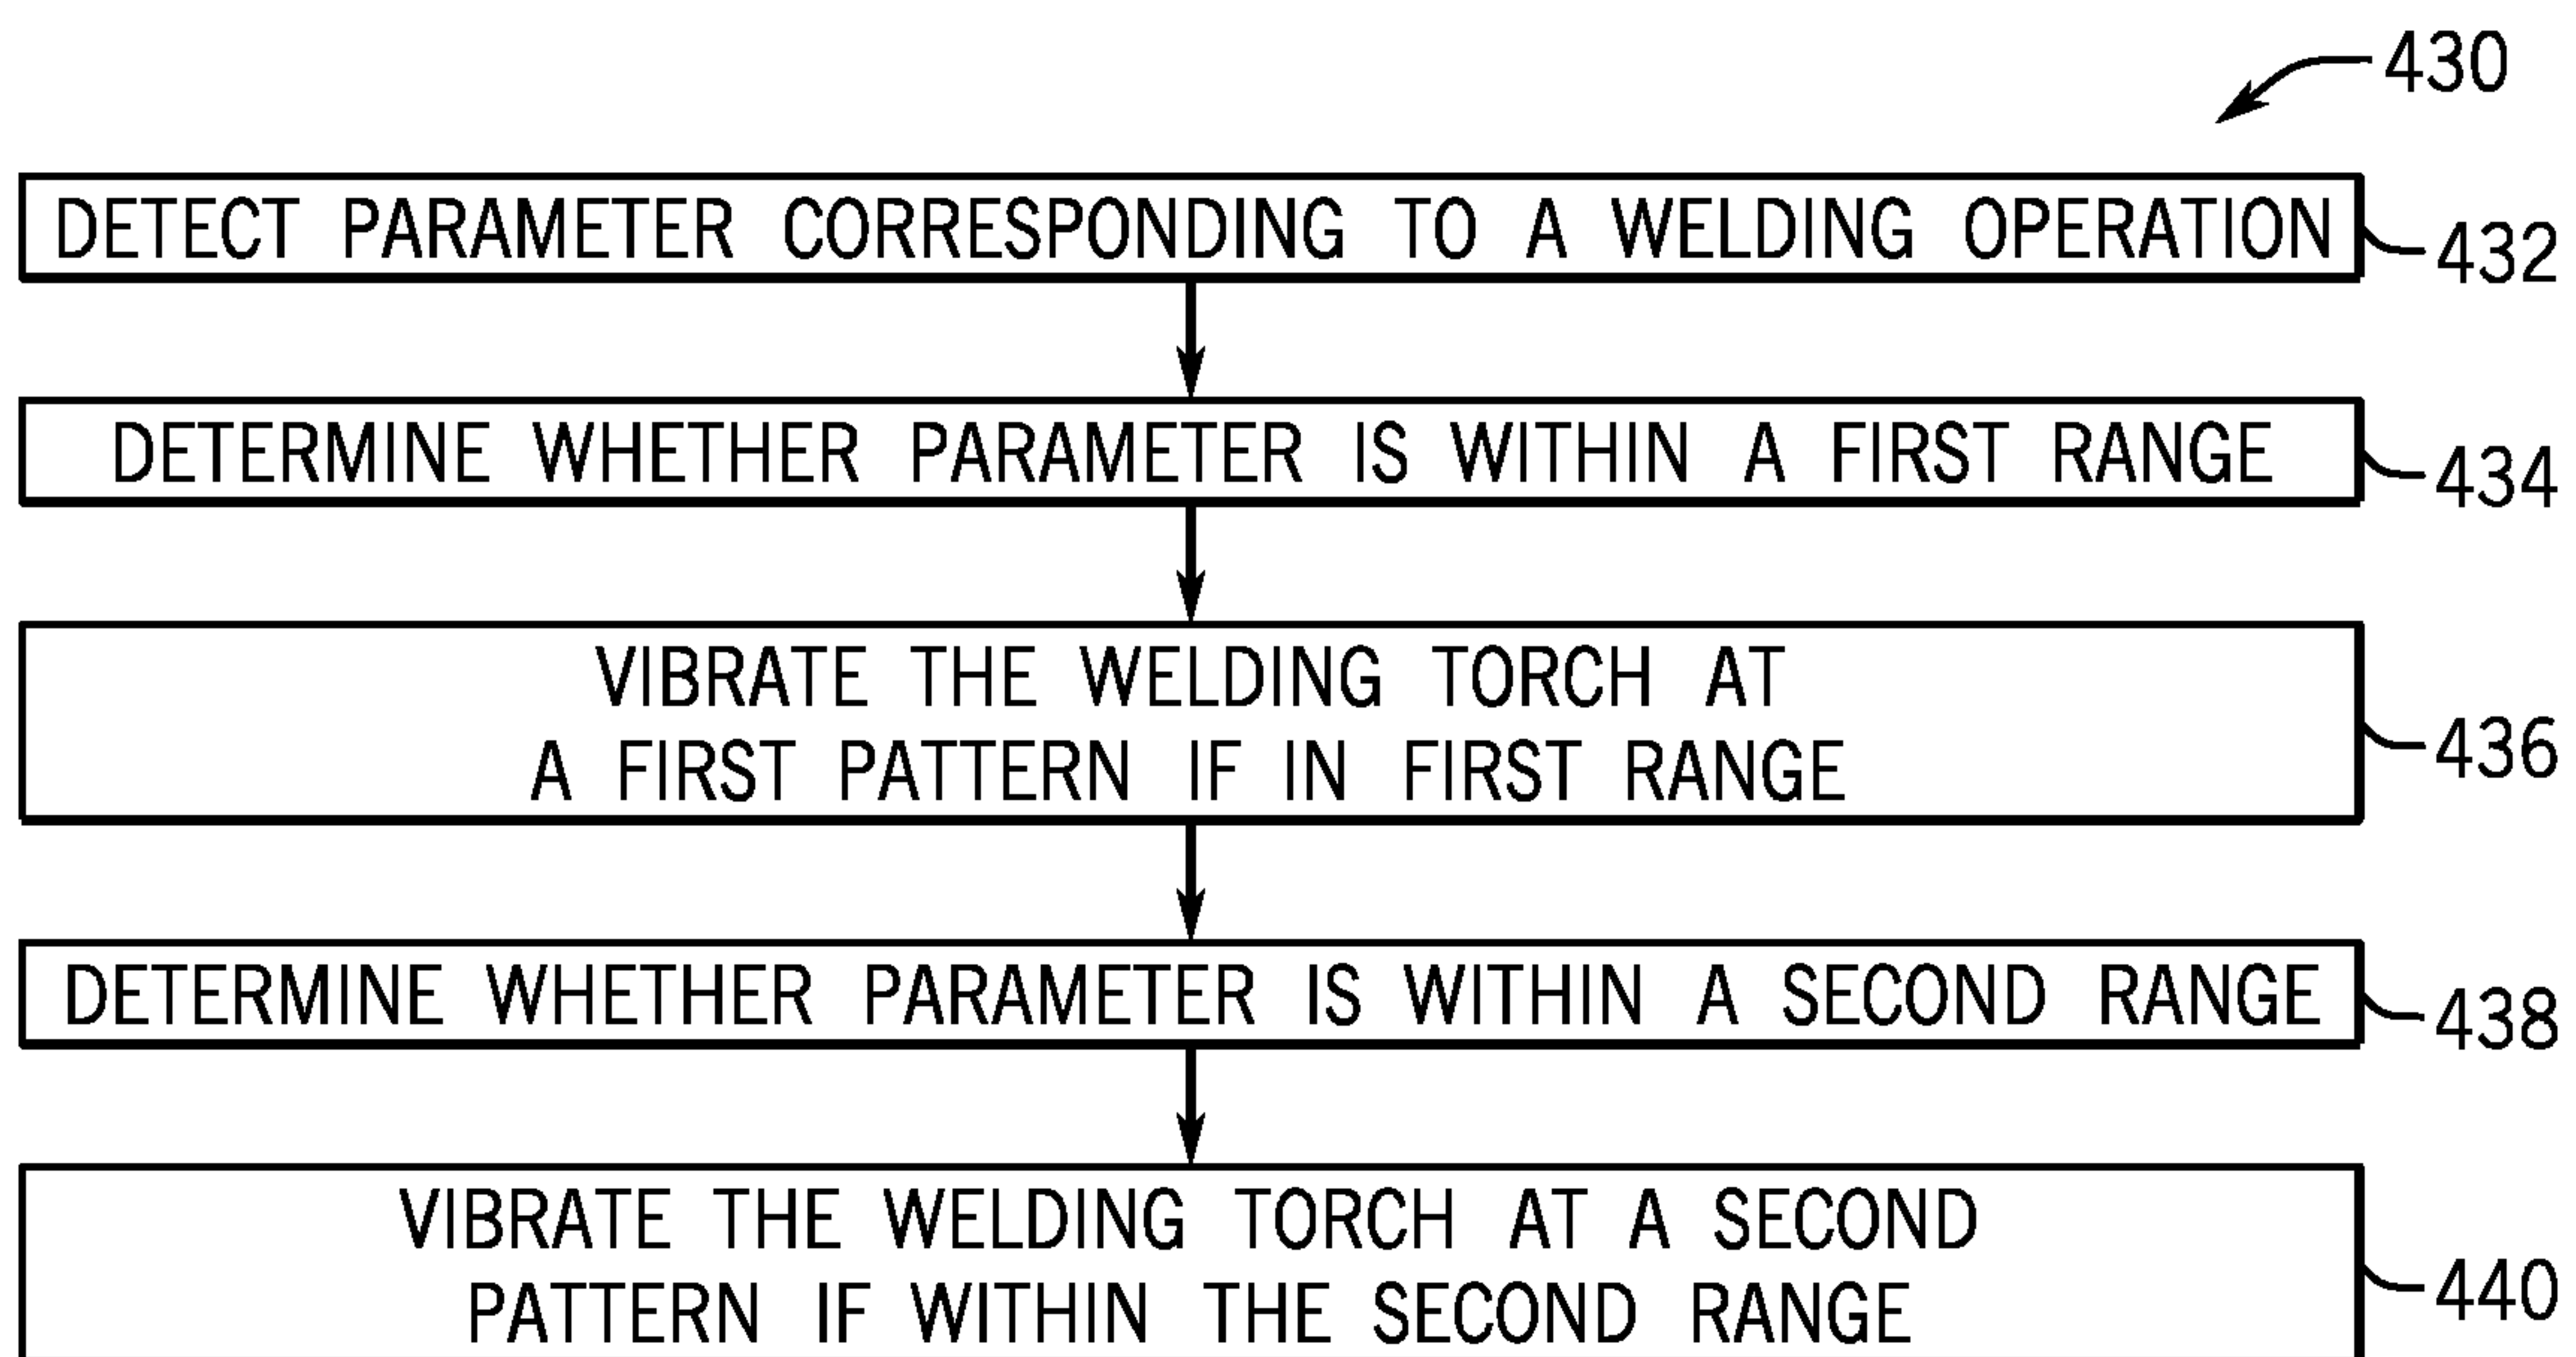 430
DETECT PARAMETER CORRESPONDING TO A WELDING OPERATION
432
DETERMINE WHETHER PARAMETER IS WITHIN A FIRST RANGE
434
VIBRATE THE WELDING TORCH AT
A FIRST PATTERN IF IN FIRST RANGE
436
DETERMINE WHETHER PARAMETER IS WITHIN A SECOND RANGE
438
VIBRATE THE WELDING TORCH AT A SECOND
PATTERN IF WITHIN THE SECOND RANGE
440